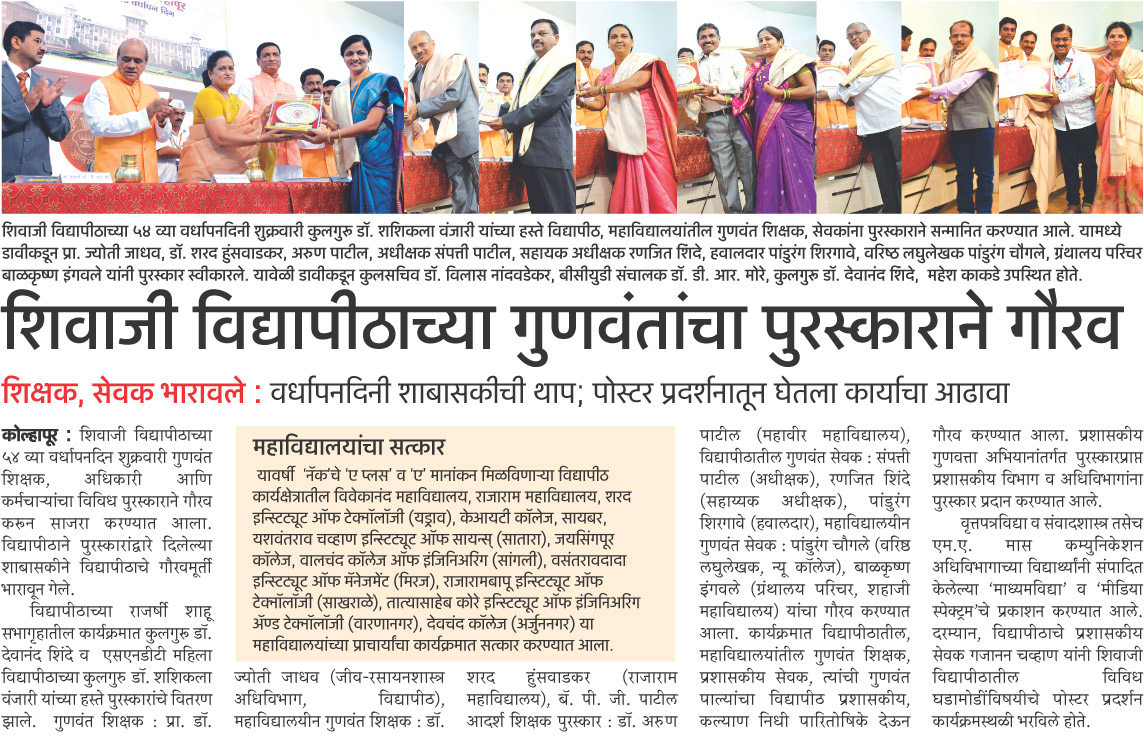 शिवाजी विद्यापीठाच्या ५४ व्या वर्धापनदिनी शुक्रवारी कुलगुरू डॉ. शशिकला वंजारी यांच्या हस्ते विद्यापीठ, महाविद्यालयांतील गुणवंत शिक्षक, सेवकांना पुरस्काराने सन्मानित करण्यात आले. यामध्ये
डावीकडून प्रा. ज्योती जाधव, डॉ. शरद हुंसवाडकर, अरुण पाटील, अधीक्षक संपत्ती पाटील, सहायक अधीक्षक रणजित शिंदे, हवालदार पांडुरंग शिरगावे, वरिष्ठ लघुलेखक पांडुरंग चौगले, ग्रंथालय परिचर
बाळकृष्ण इंगवले यांनी पुरस्कार स्वीकारले. यावेळी डावीकडून कुलसचिव डॉ. विलास नांदवडेकर, बीसीयुडी संचालक डॉ. डी. आर. मोरे, कुलगुरू डॉ. देवानंद शिंदे, महेश काकडे उपस्थित होते.
शिवाजी विद्यापीठाच्या गुणवंतांचा पुरस्काराने गौरव
शिक्षक, सेवक भारावले : वर्धापनदिनी शाबासकीची थाप; पोस्टर प्रदर्शनातून घेतला कार्याचा आढावा
कोल्हापूर : शिवाजी विद्यापीठाच्या
५४ व्या वर्धापनदिन शुक्रवारी गुणवंत
शिक्षक, अधिकारी आणि
कर्मचाऱ्यांचा विविध पुरस्काराने गौरव
करून साजरा करण्यात आला.
विद्यापीठाने पुरस्कारांद्वारे दिलेल्या
शाबासकीने विद्यापीठाचे गौरवमूर्ती
भारावून गेले.
विद्यापीठाच्या राजर्षी शाहू
सभागृहातील कार्यक्रमात कुलगुरू डॉ.
देवानंद शिंदे व एसएनडीटी महिला
विद्यापीठाच्या कुलगुरू डॉ. शशिकला
वंजारी यांच्या हस्ते पुरस्कारांचे वितरण
झाले. गुणवंत शिक्षक : प्रा. डॉ.
महाविद्यालयांचा सत्कार
यावर्षी 'नॅक'चे 'ए प्लस' व 'ए' मानांकन मिळविणाऱ्या विद्यापीठ
कार्यक्षेत्रातील विवेकानंद महाविद्यालय, राजाराम महाविद्यालय, शरद
इन्स्टिट्यूट ऑफ टेक्नॉलॉजी (यड्राव), केआयटी कॉलेज, सायबर,
यशवंतराव चव्हाण इन्स्टिट्यूट ऑफ सायन्स् (सातारा), जयसिंगपूर
कॉलेज, वालचंद कॉलेज ऑफ इंजिनिअरिंग (सांगली), वसंतरावदादा
इन्स्टिट्यूट ऑफ मॅनेजमेंट (मिरज), राजारामबापू इन्स्टिट्यूट ऑफ
टेक्नॉलॉजी (साखराळे), तात्यासाहेब कोरे इन्स्टिट्यूट ऑफ इंजिनिअरिंग
ॲण्ड टेक्नॉलॉजी (वारणानगर), देवचंद कॉलेज (अर्जुननगर) या
महाविद्यालयांच्या प्राचार्यांचा कार्यक्रमात सत्कार करण्यात आला.
ज्योती जाधव (जीव-रसायनशास्त्र
अधिविभाग, विद्यापीठ),
महाविद्यालयीन गुणवंत शिक्षक : डॉ.
शरद हुंसवाडकर (राजाराम
महाविद्यालय), बॅ. पी. जी. पाटील
आदर्श शिक्षक पुरस्कार : डॉ. अरुण
पाटील (महावीर महाविद्यालय),
विद्यापीठातील गुणवंत सेवक : संपत्ती
पाटील (अधीक्षक), रणजित शिंदे
(सहाय्यक अधीक्षक), पांडुरंग
शिरगावे (हवालदार), महाविद्यालयीन
गुणवंत सेवक : पांडुरंग चौगले (वरिष्ठ
लघुलेखक, न्यू कॉलेज), बाळकृष्ण
इंगवले (ग्रंथालय परिचर, शहाजी
महाविद्यालय) यांचा गौरव करण्यात
आला. कार्यक्रमात विद्यापीठातील,
महाविद्यालयांतील गुणवंत शिक्षक,
प्रशासकीय सेवक, त्यांची गुणवंत
पाल्यांचा विद्यापीठ प्रशासकीय,
कल्याण निधी पारितोषिके देऊन
गौरव करण्यात आला. प्रशासकीय
गुणवत्ता अभियानांतर्गत पुरस्कारप्राप्त
प्रशासकीय विभाग व अधिविभागांना
पुरस्कार प्रदान करण्यात आले.
वृत्तपत्रविद्या व संवादशास्त्र तसेच
एम.ए. मास कम्युनिकेशन
अधिविभागाच्या विद्यार्थ्यांनी संपादित
केलेल्या 'माध्यमविद्या' व 'मीडिया
स्पेक्ट्रम'चे प्रकाशन करण्यात आले.
दरम्यान, विद्यापीठाचे प्रशासकीय
सेवक गजानन चव्हाण यांनी शिवाजी
विद्यापीठातील विविध
घडामोडींविषयीचे पोस्टर प्रदर्शन
कार्यक्रमस्थळी भरविले होते.